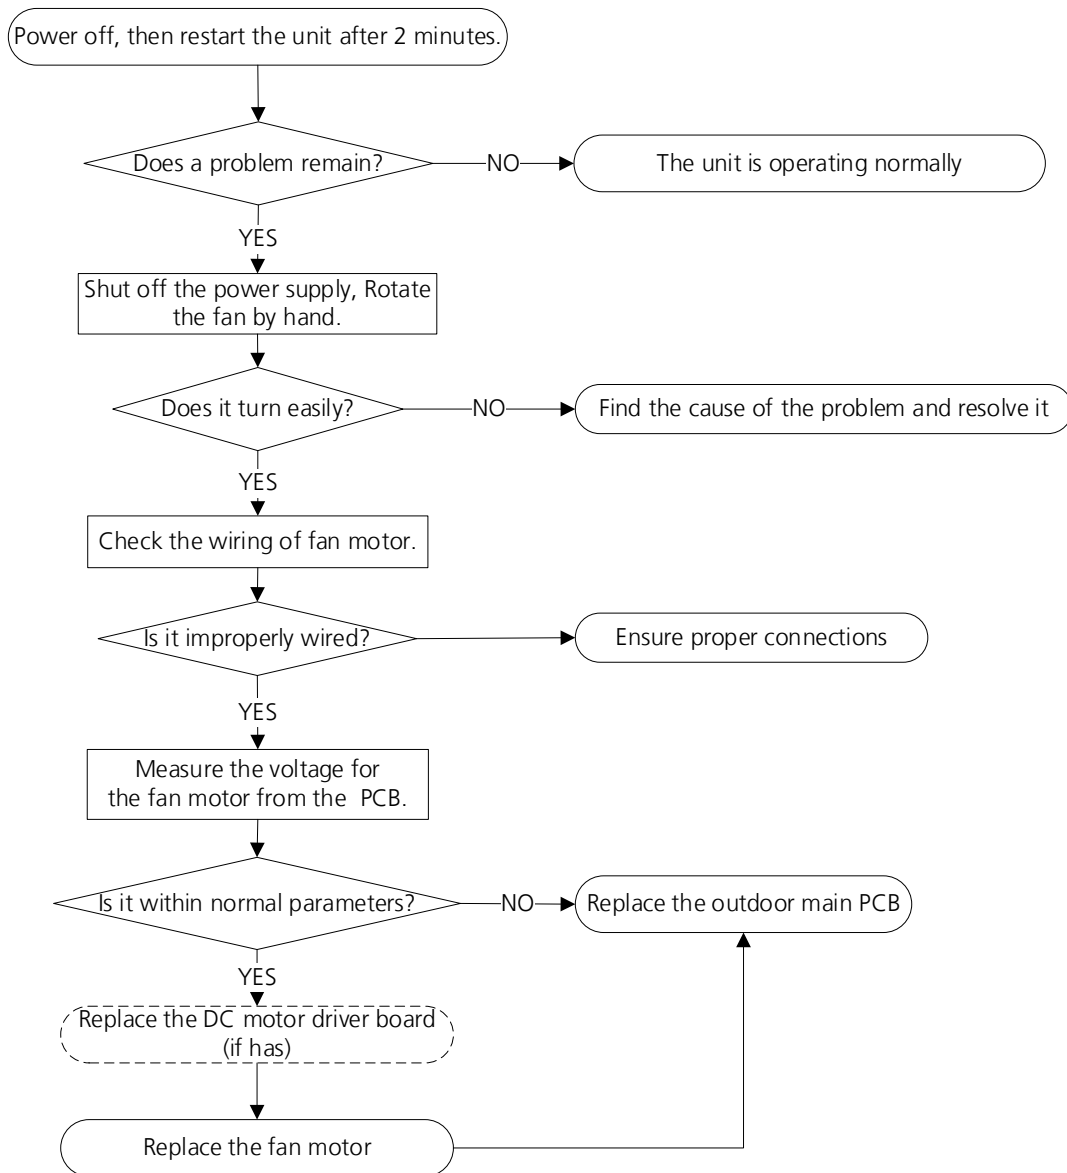 Power off, then restart the unit after 2 minutes.
Does a problem remain?
NO
The unit is operating normally
YES
Shut off the power supply, Rotate
the fan by hand.
Does it turn easily?
NO
Find the cause of the problem and resolve it
YES
Check the wiring of fan motor.
Is it improperly wired?
Ensure proper connections
YES
Measure the voltage for
the fan motor from the PCB.
Is it within normal parameters?
NO
Replace the outdoor main PCB
YES
Replace the DC motor driver board
(if has)
Replace the fan motor